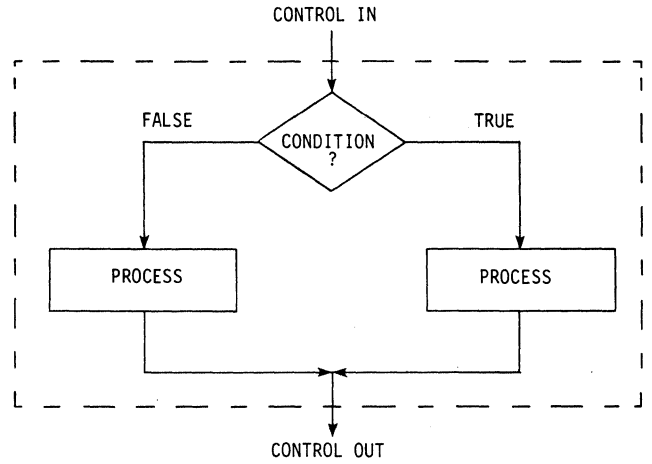 CONTROL IN
FALSE
TRUE
CONDITION
?
PROCESS
PROCESS
CONTROL OUT